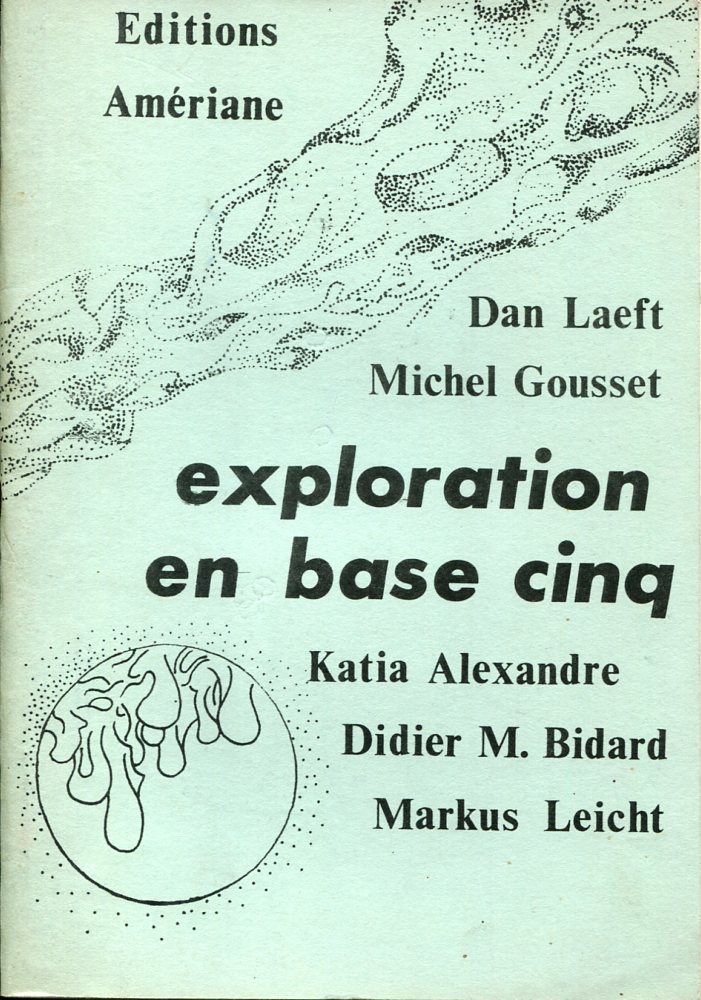 Editions
Amériane
Dan Laeft
Michel Gousset
exploration
en base cinq
Katia Alexandre
Didier M. Bidard
Markus Leicht